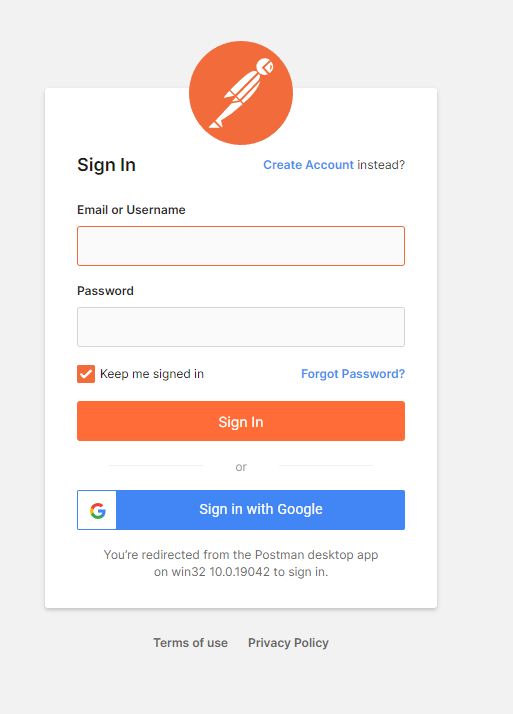 Sign In
Create Account instead?
Email or Username
Password
Keep me signed in
Forgot Password?
Sign In
or
Sign in with Google
You’re redirected from the Postman desktop app
on win32 10.0.19042 to sign in.
Terms of use
Privacy Policy